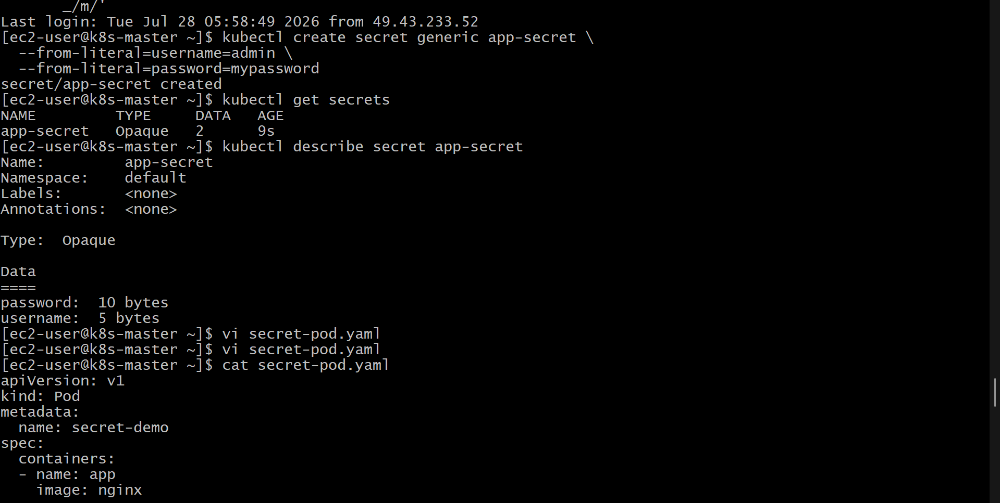 _/m/'
Last login: Tue Jul 28 05:58:49 2026 from 49.43.233.52
[ec2-user@k8s-master ~]$ kubectl create secret generic app-secret \
  --from-literal=username=admin \
  --from-literal=password=mypassword
secret/app-secret created
[ec2-user@k8s-master ~]$ kubectl get secrets
NAME         TYPE     DATA   AGE
app-secret   Opaque   2      9s
[ec2-user@k8s-master ~]$ kubectl describe secret app-secret
Name:         app-secret
Namespace:    default
Labels:       <none>
Annotations:  <none>

Type:  Opaque

Data
====
password:  10 bytes
username:  5 bytes
[ec2-user@k8s-master ~]$ vi secret-pod.yaml
[ec2-user@k8s-master ~]$ vi secret-pod.yaml
[ec2-user@k8s-master ~]$ cat secret-pod.yaml
apiVersion: v1
kind: Pod
metadata:
  name: secret-demo
spec:
  containers:
  - name: app
    image: nginx